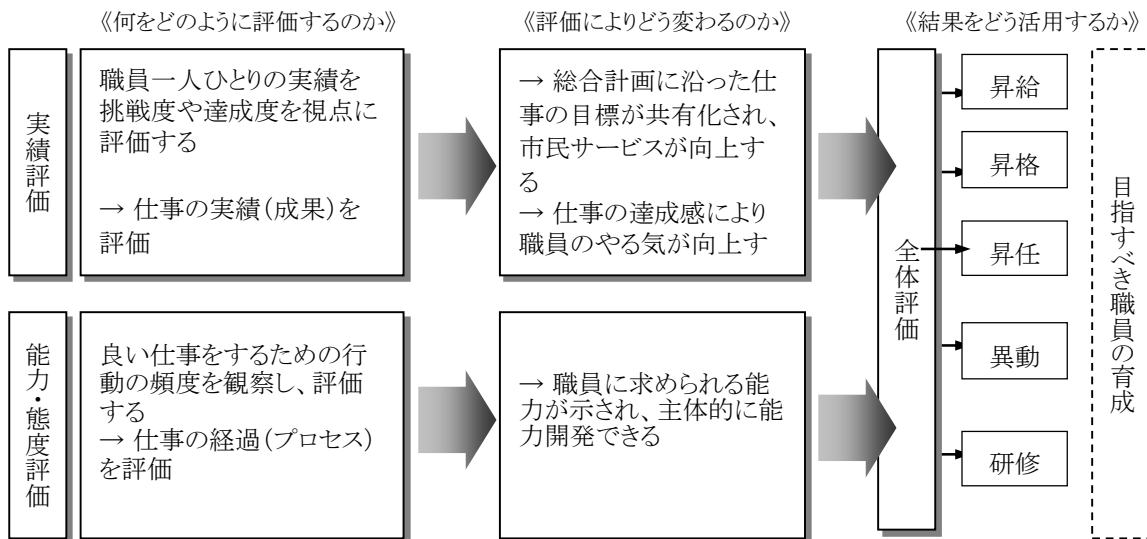 《何をどのように評価するのか》
《評価によりどう変わるのか》
《結果をどう活用するか》
実績評価
職員一人ひとりの実績を
挑戦度や達成度を視点に
評価する
→ 仕事の実績(成果)を
評価
→ 総合計画に沿った仕
事の目標が共有化され、
市民サービスが向上す
る
→ 仕事の達成感により
職員のやる気が向上す
能力・態度評価
良い仕事をするための行
動の頻度を観察し、評価
する
→ 仕事の経過(プロセス)
を評価
→ 職員に求められる能
力が示され、主体的に能
力開発できる
全体評価
昇給
昇格
昇任
異動
研修
目指すべき職員の育成